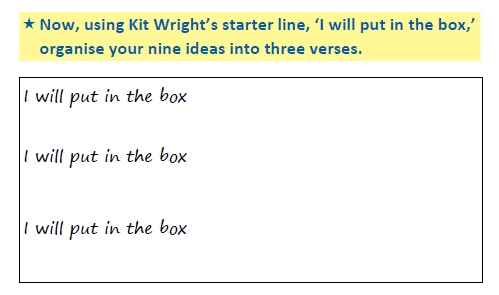 ★ Now, using Kit Wright’s starter line, ‘I will put in the box,’
organise your nine ideas into three verses.
I will put in the box
I will put in the box
I will put in the box